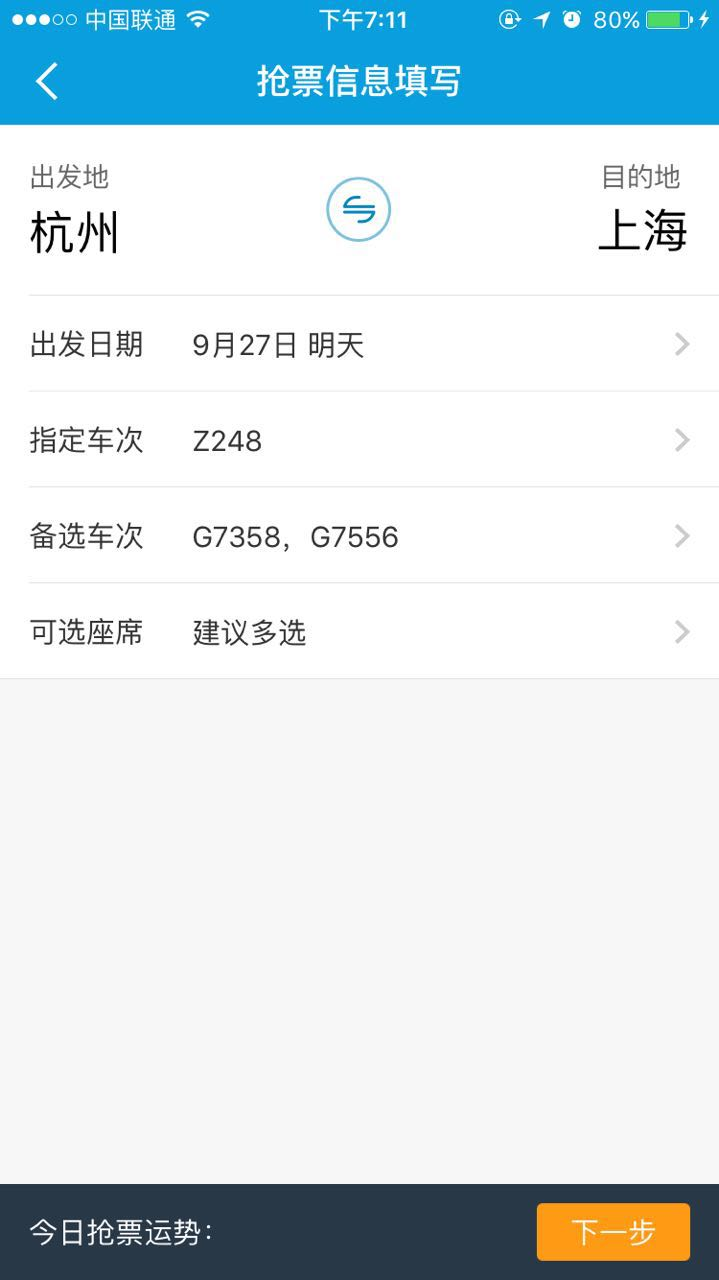 中国联通 下午7:11 80%
抢票信息填写
出发地 目的地
杭州 上海
出发日期 9月27日 明天
指定车次 Z248
备选车次 G7358，G7556
可选座席 建议多选
今日抢票运势： 下一步